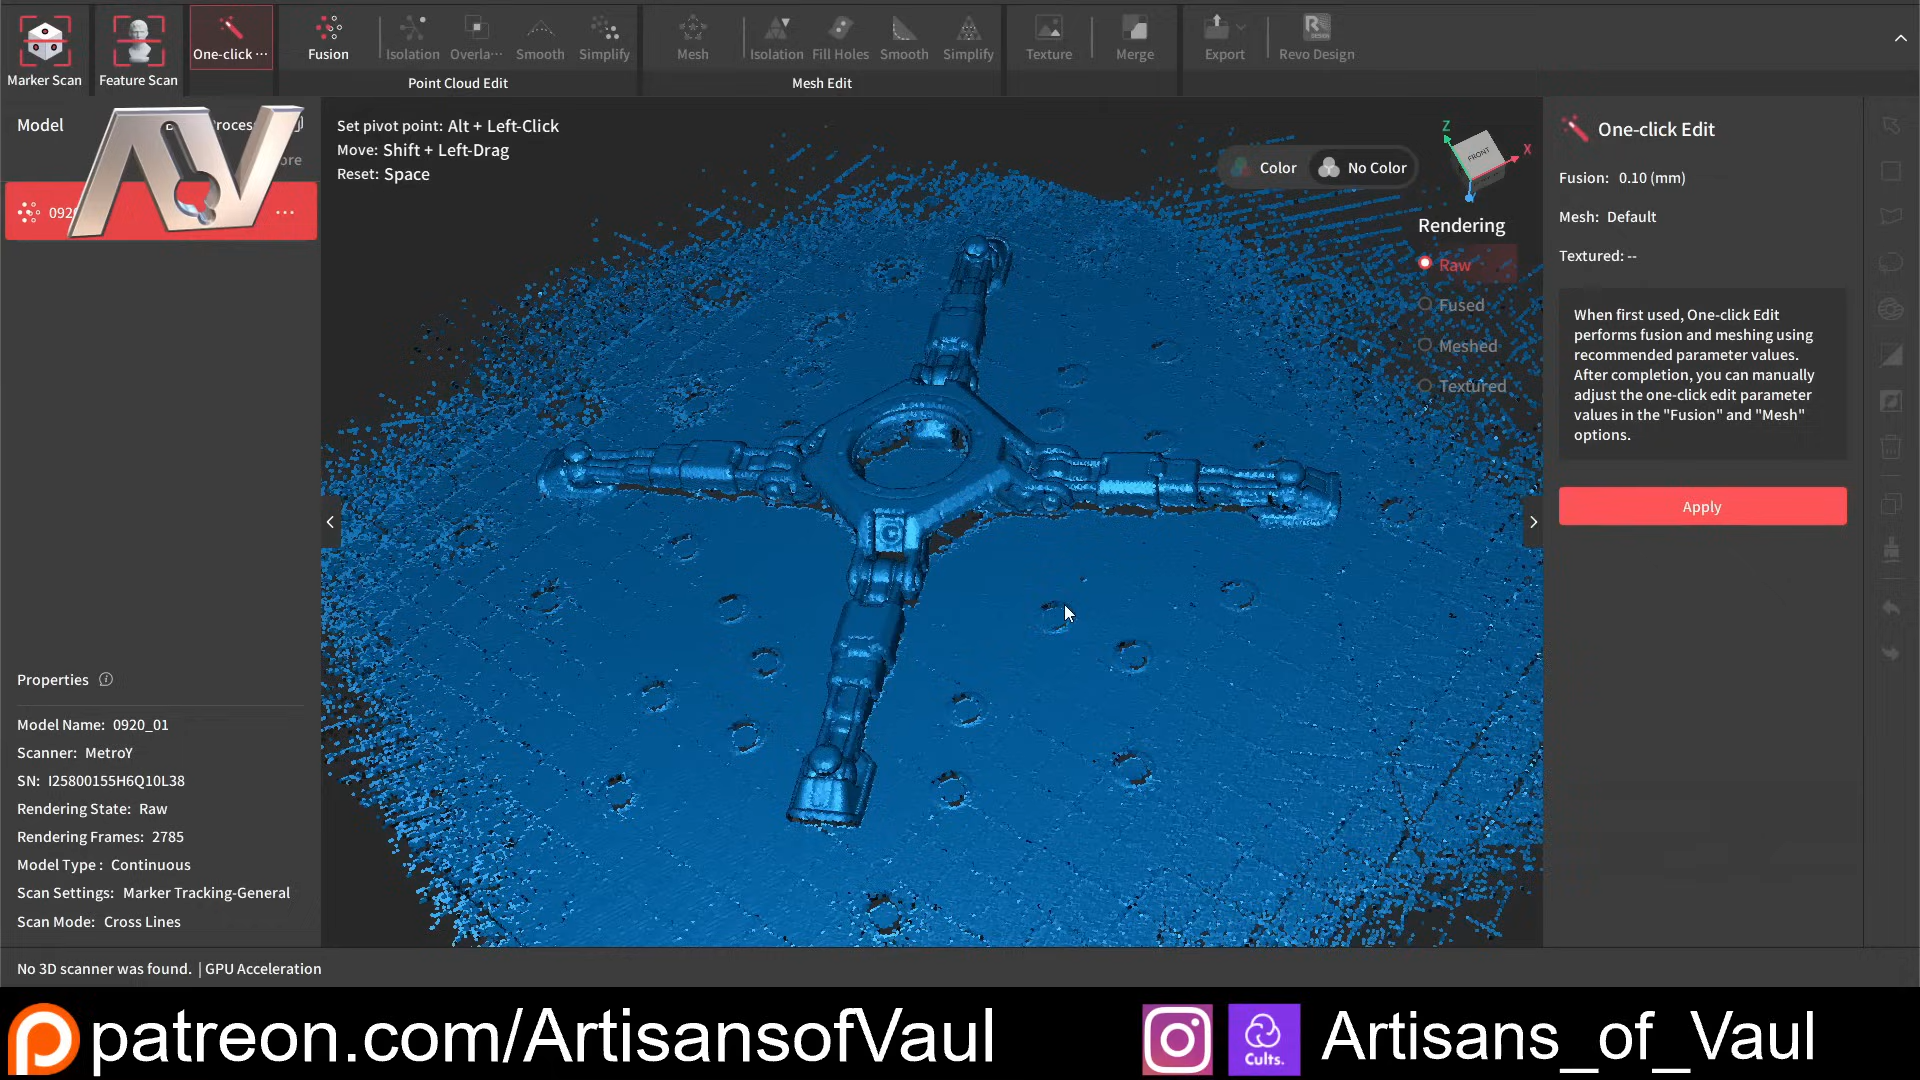 Marker Scan
Feature Scan
One-click ···
Fusion
Isolation
Overla···
Smooth
Simplify
Point Cloud Edit
Mesh
Isolation
Fill Holes
Smooth
Simplify
Mesh Edit
Texture
Merge
Export
Revo Design
Model
AV
092
Set pivot point: Alt + Left-Click
Move: Shift + Left-Drag
Reset: Space
Color
No Color
Z
X
FRONT
Rendering
Raw
Fused
Meshed
Textured
One-click Edit
Fusion: 0.10 (mm)
Mesh: Default
Textured: --
When first used, One-click Edit
performs fusion and meshing using
recommended parameter values.
After completion, you can manually
adjust the one-click edit parameter
values in the "Fusion" and "Mesh"
options.
Apply
Properties
Model Name: 0920_01
Scanner: MetroY
SN: I25800155H6Q10L38
Rendering State: Raw
Rendering Frames: 2785
Model Type : Continuous
Scan Settings: Marker Tracking-General
Scan Mode: Cross Lines
No 3D scanner was found. | GPU Acceleration
patreon.com/ArtisansofVaul
Cults.
Artisans_of_Vaul